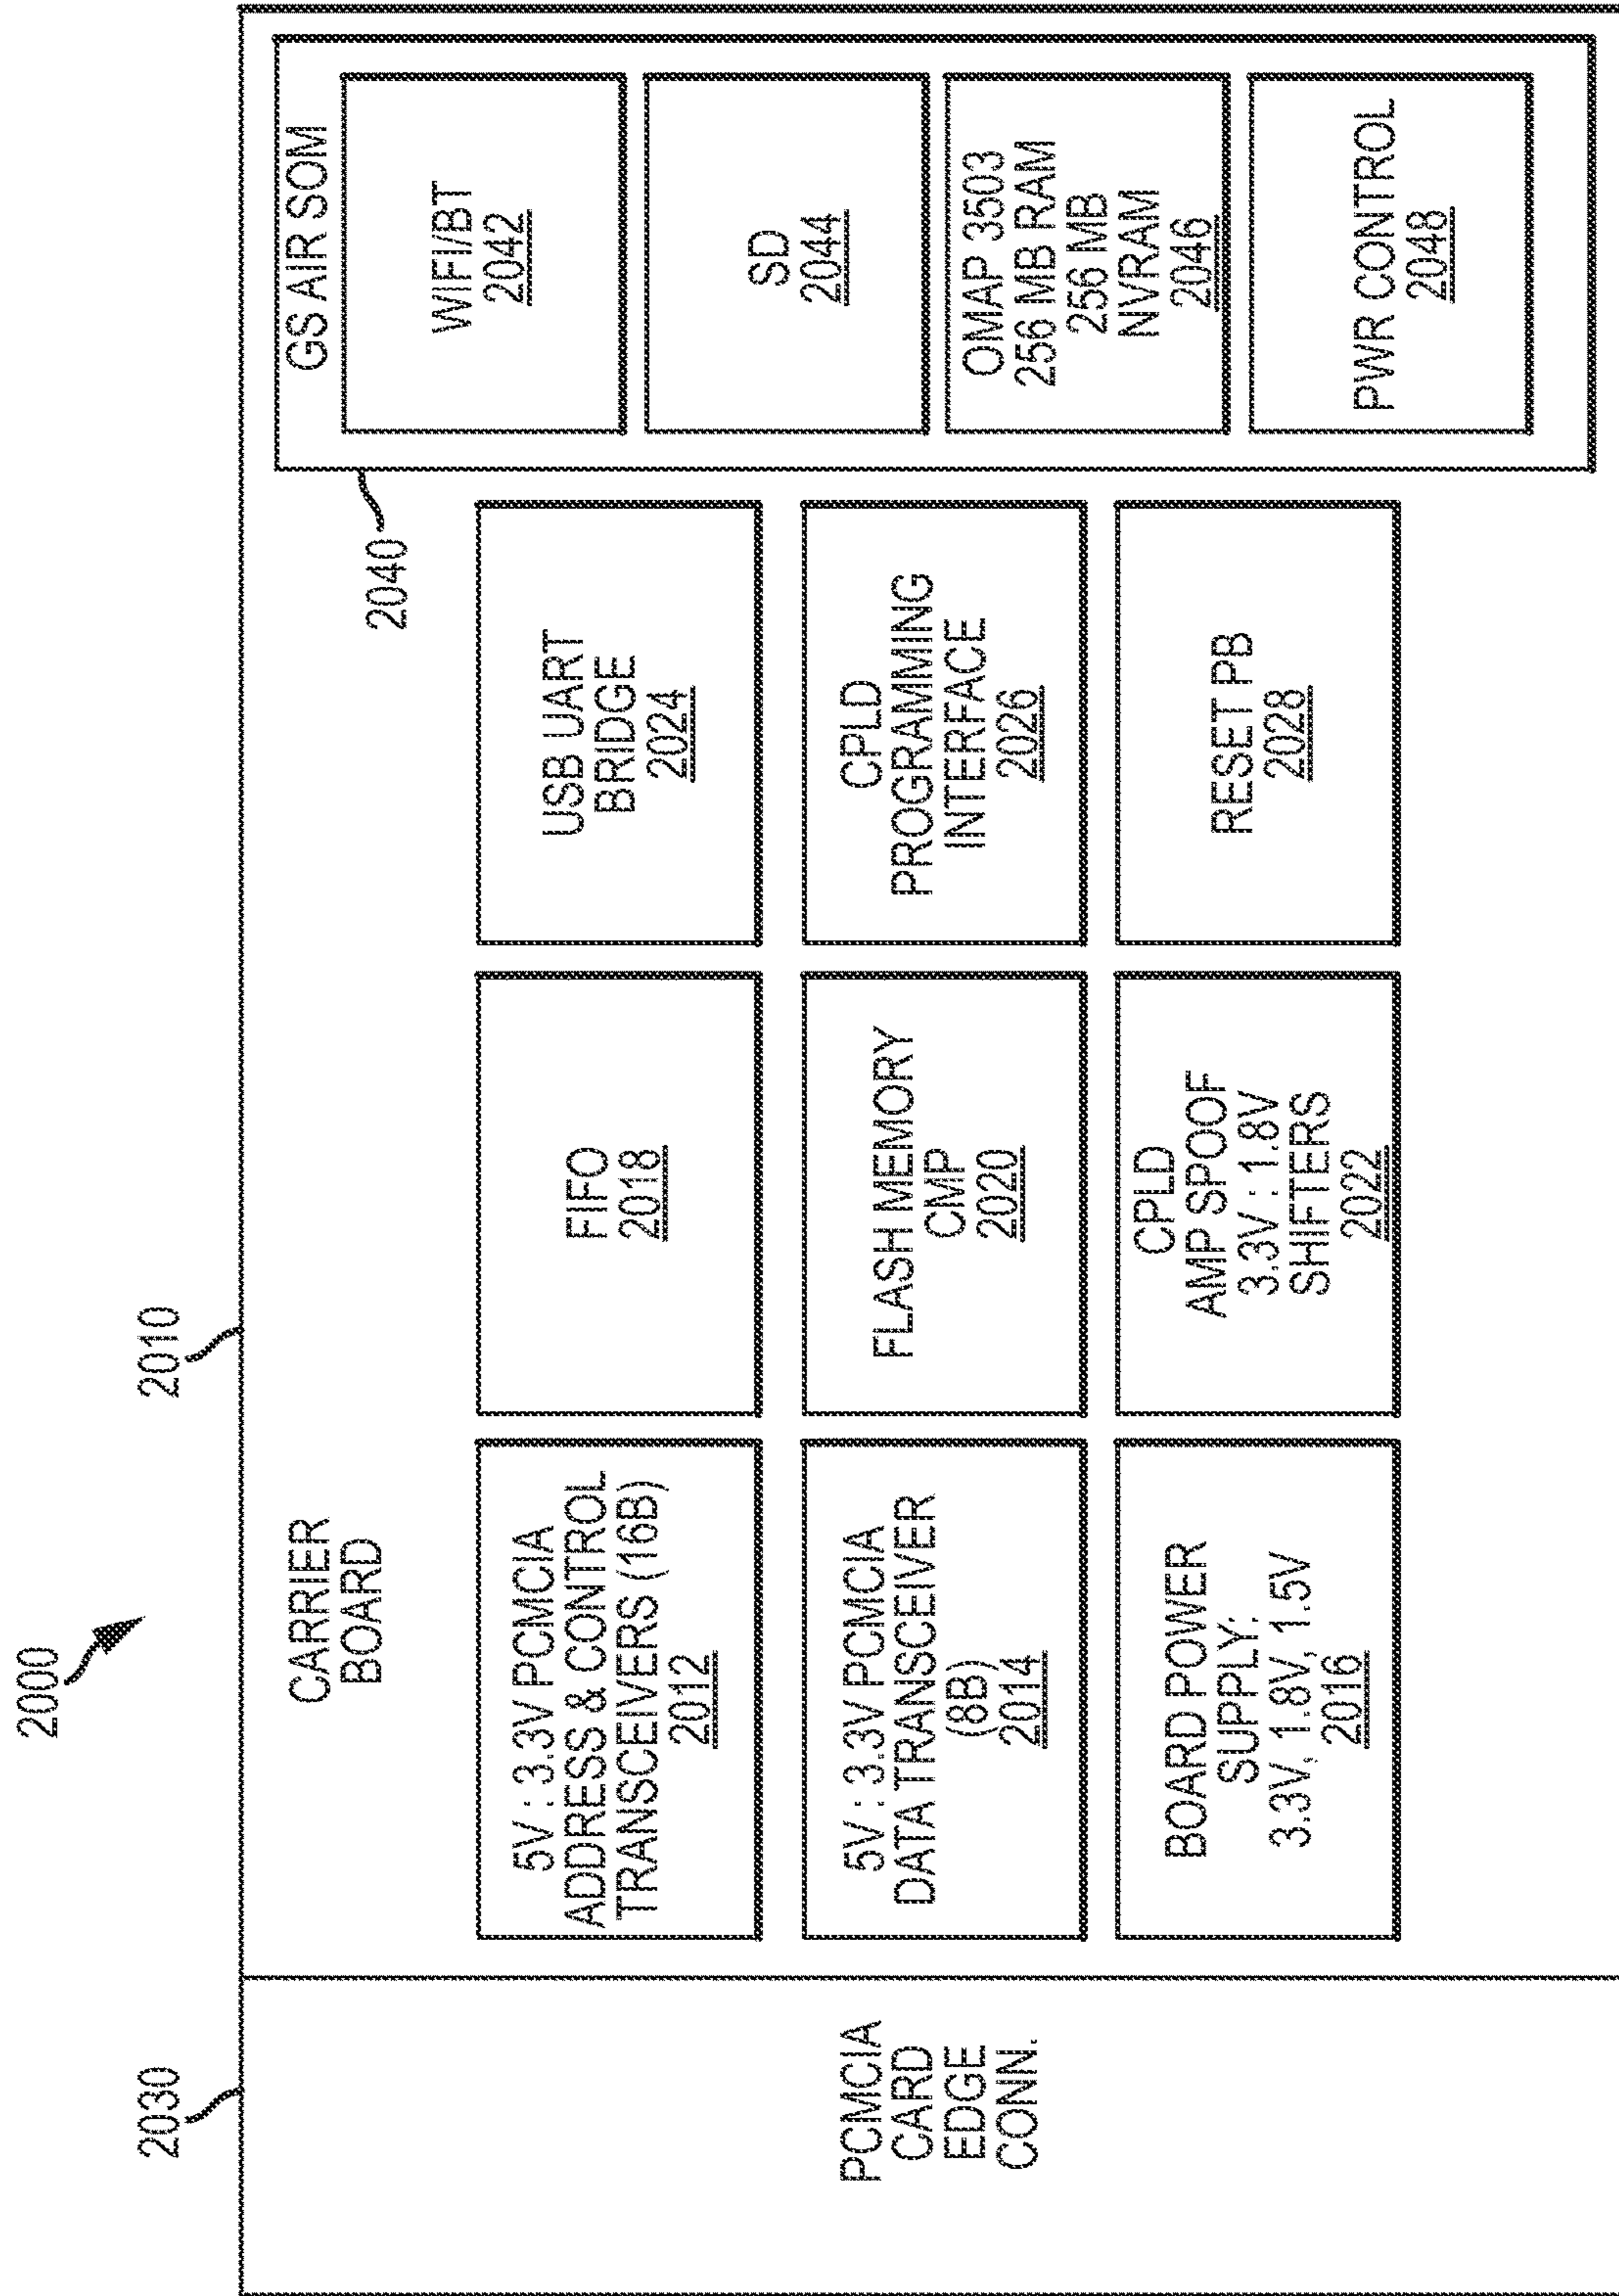 2000
2030
2010
PCMCIA
CARD
EDGE
CONN.
CARRIER
BOARD
5V : 3.3V PCMCIA
ADDRESS & CONTROL
TRANSCEIVERS (16B)
2012
5V : 3.3V PCMCIA
DATA TRANSCEIVER
(8B)
2014
BOARD POWER
SUPPLY:
3.3V, 1.8V, 1.5V
2016
FIFO
2018
FLASH MEMORY
CMP
2020
CPLD
AMP SPOOF
3.3V : 1.8V
SHIFTERS
2022
USB UART
BRIDGE
2024
CPLD
PROGRAMMING
INTERFACE
2026
RESET PB
2028
2040
GS AIR SOM
WIFI/BT
2042
SD
2044
OMAP 3503
256 MB RAM
256 MB
NVRAM
2046
PWR CONTROL
2048